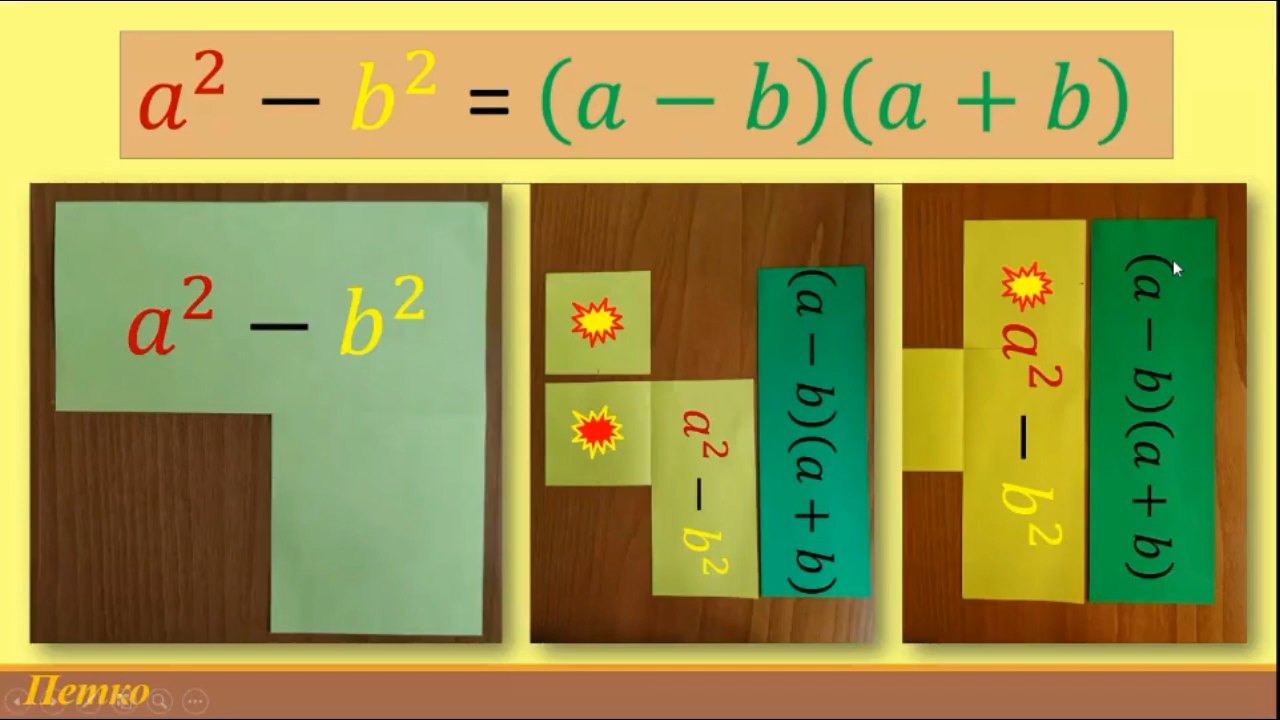 a² − b² = (a − b)(a + b)
a² − b²
a² − b²
(a − b)(a + b)
a² − b²
(a − b)(a + b)
Петко